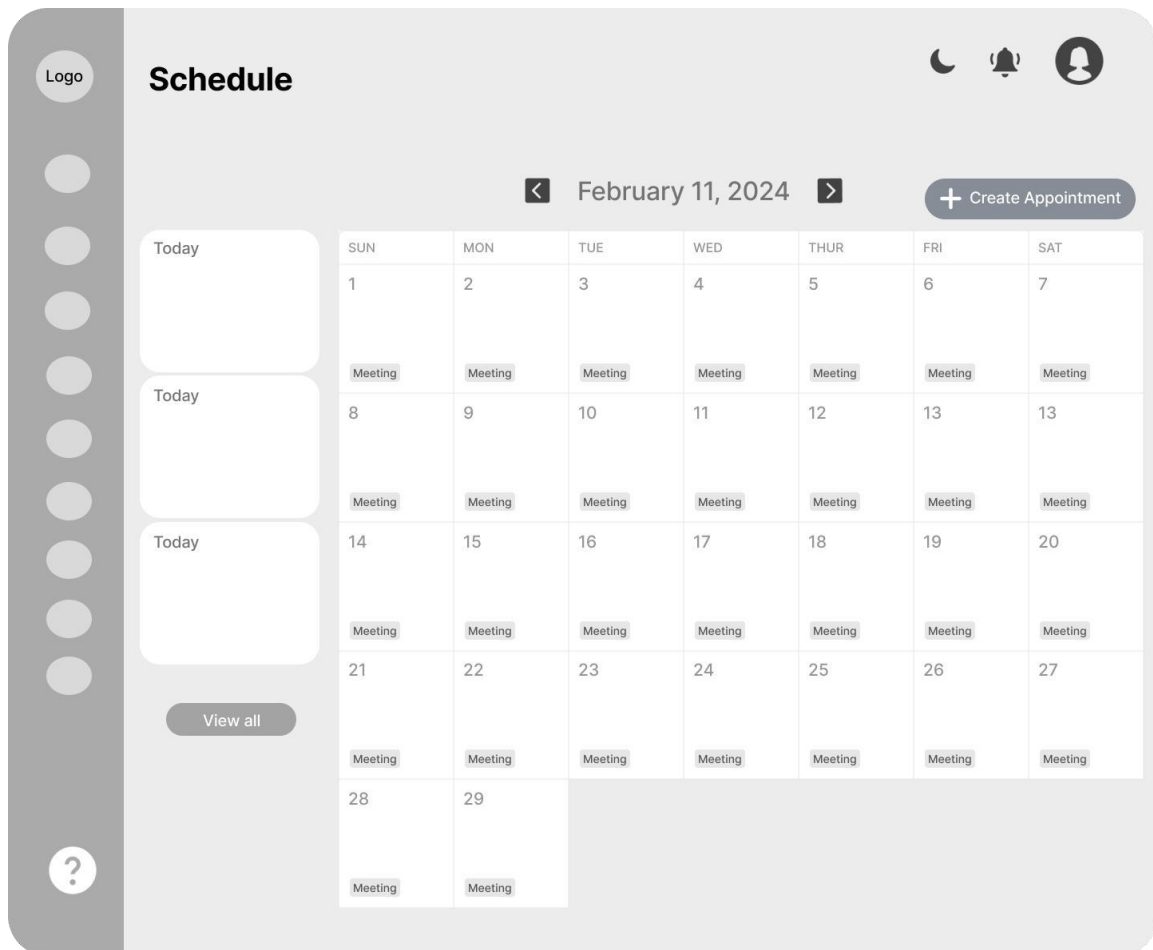 Logo
Schedule
February 11, 2024
Create Appointment
Today
Today
Today
View all
SUN MON TUE WED THUR FRI SAT
1 2 3 4 5 6 7
Meeting Meeting Meeting Meeting Meeting Meeting Meeting
8 9 10 11 12 13 13
Meeting Meeting Meeting Meeting Meeting Meeting Meeting
14 15 16 17 18 19 20
Meeting Meeting Meeting Meeting Meeting Meeting Meeting
21 22 23 24 25 26 27
Meeting Meeting Meeting Meeting Meeting Meeting Meeting
28 29
Meeting Meeting
?